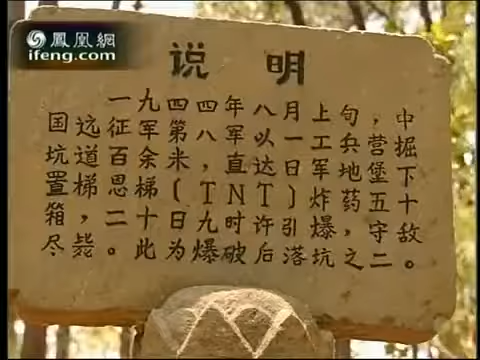 鳳凰網
ifeng.com
说明
一九四四年八月上旬，中
国远征军第八军以一工兵营掘
坑道百余米，直达日军地堡下
置梯思梯(TNT)炸药五十
箱，二十日九时许引爆，守敌
尽毙。此为爆破后落坑之二。